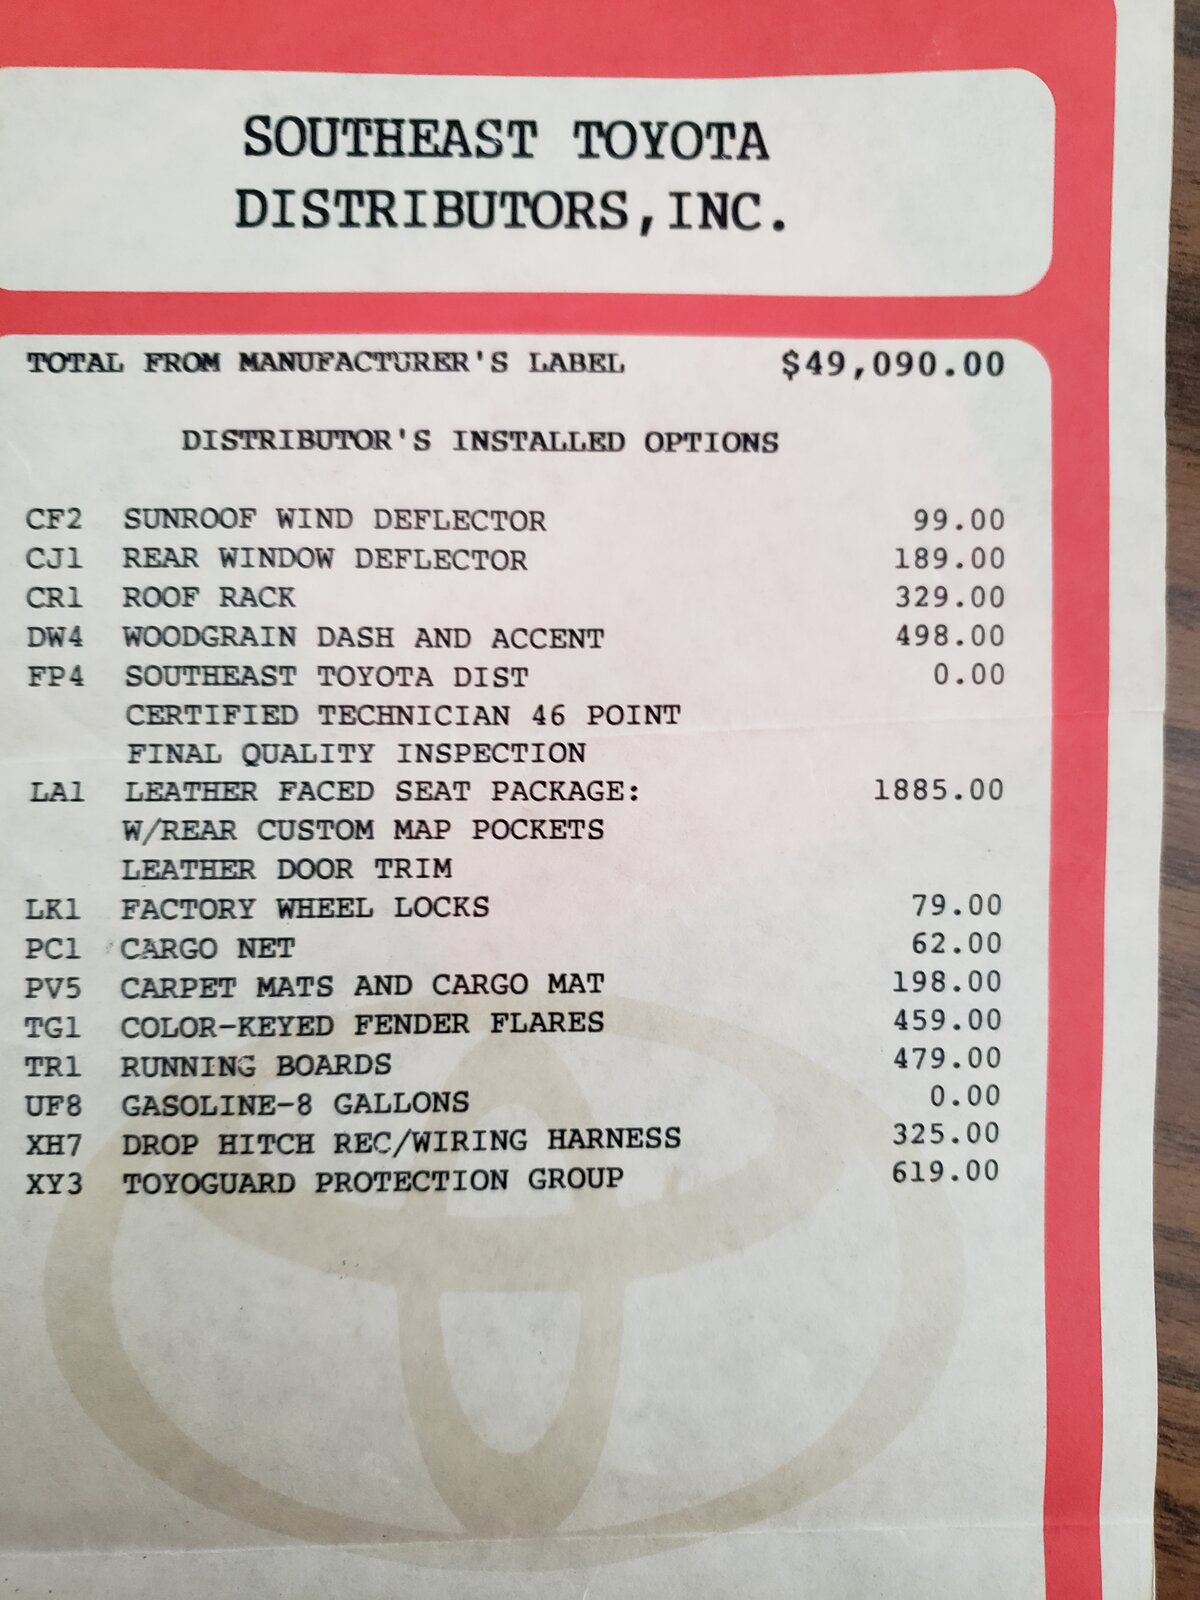 SOUTHEAST TOYOTA
DISTRIBUTORS,INC.
TOTAL FROM MANUFACTURER'S LABEL $49,090.00
DISTRIBUTOR'S INSTALLED OPTIONS
CF2 SUNROOF WIND DEFLECTOR 99.00
CJ1 REAR WINDOW DEFLECTOR 189.00
CR1 ROOF RACK 329.00
DW4 WOODGRAIN DASH AND ACCENT 498.00
FP4 SOUTHEAST TOYOTA DIST 0.00
CERTIFIED TECHNICIAN 46 POINT
FINAL QUALITY INSPECTION
LA1 LEATHER FACED SEAT PACKAGE: 1885.00
W/REAR CUSTOM MAP POCKETS
LEATHER DOOR TRIM
LK1 FACTORY WHEEL LOCKS 79.00
PC1 CARGO NET 62.00
PV5 CARPET MATS AND CARGO MAT 198.00
TG1 COLOR-KEYED FENDER FLARES 459.00
TR1 RUNNING BOARDS 479.00
UF8 GASOLINE-8 GALLONS 0.00
XH7 DROP HITCH REC/WIRING HARNESS 325.00
XY3 TOYOGUARD PROTECTION GROUP 619.00